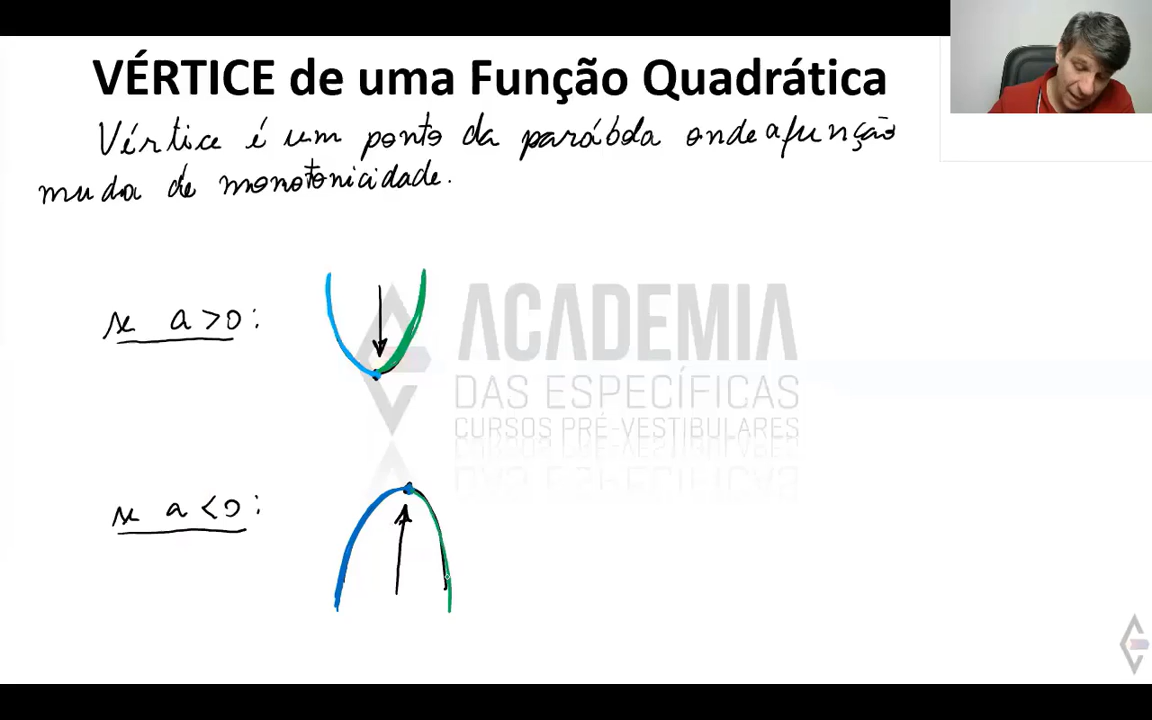 VÉRTICE de uma Função Quadrática
Vértice é um ponto da parábola onde a função
muda de monotonicidade.
se a > 0 :
ACADEMIA
DAS ESPECÍFICAS
CURSOS PRÉ-VESTIBULARES
se a < 0 :